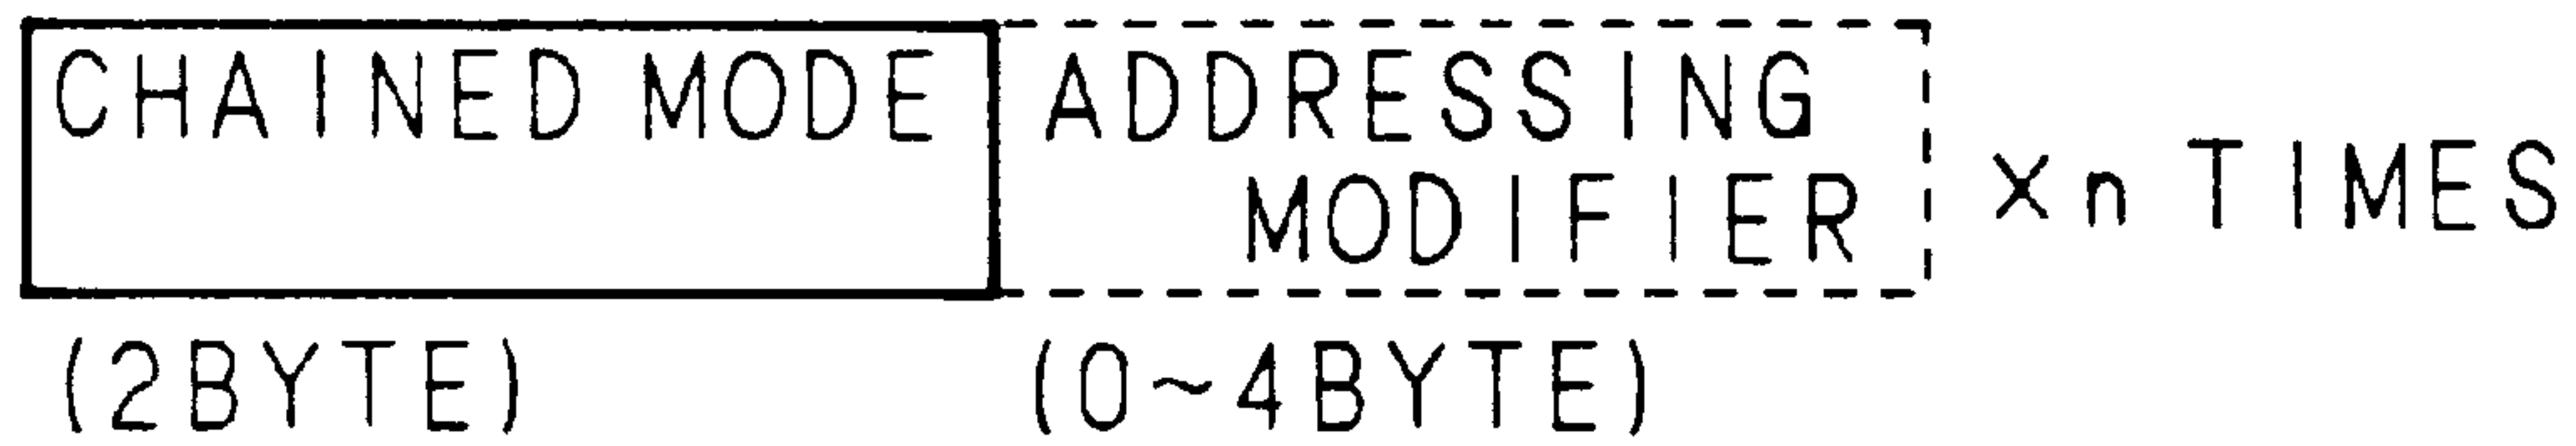 CHAINED MODE ADDRESSING
MODIFIER ×n TIMES
(2BYTE) (0~4BYTE)